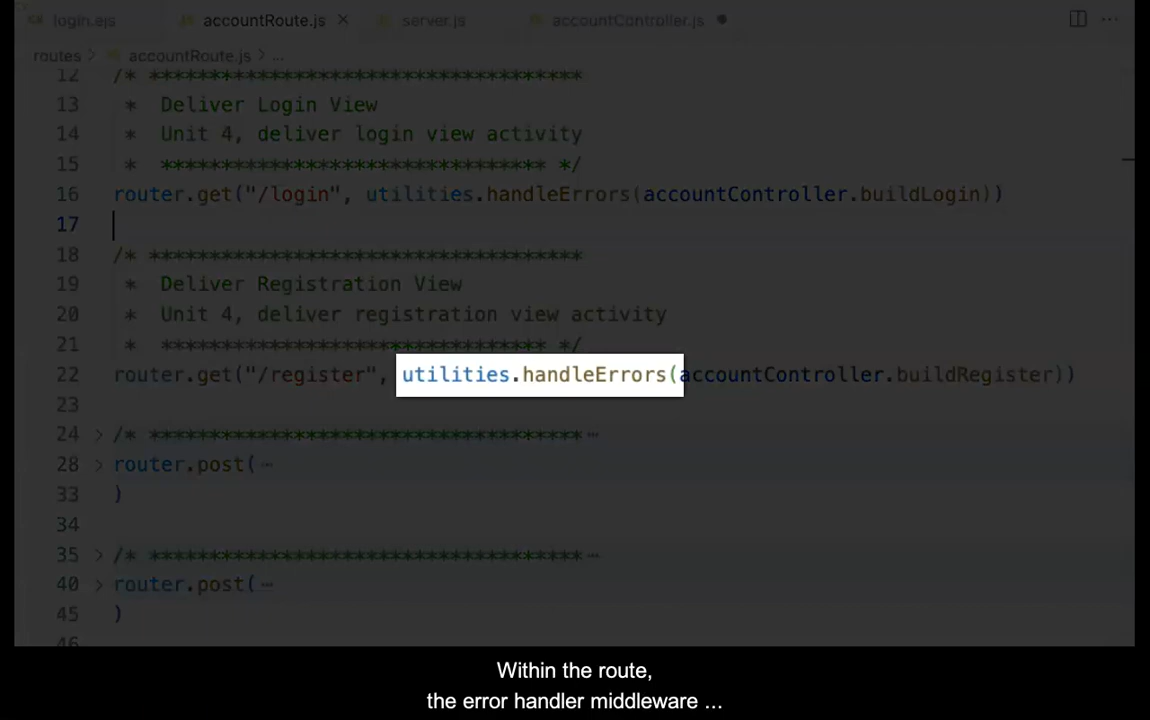 login.ejs accountRoute.js × server.js accountController.js ●
routes > accountRoute.js > ...
12 /* ************************************
13 * Deliver Login View
14 * Unit 4, deliver login view activity
15 * ******************************** */
16 router.get("/login", utilities.handleErrors(accountController.buildLogin))
17
18 /* ************************************
19 * Deliver Registration View
20 * Unit 4, deliver registration view activity
21 * ******************************** */
22 router.get("/register", utilities.handleErrors(accountController.buildRegister))
23
24 > /* ************************************ ...
28 > router.post( ...
33 )
34
35 > /* ************************************ ...
40 > router.post( ...
45 )
46
Within the route,
the error handler middleware ...